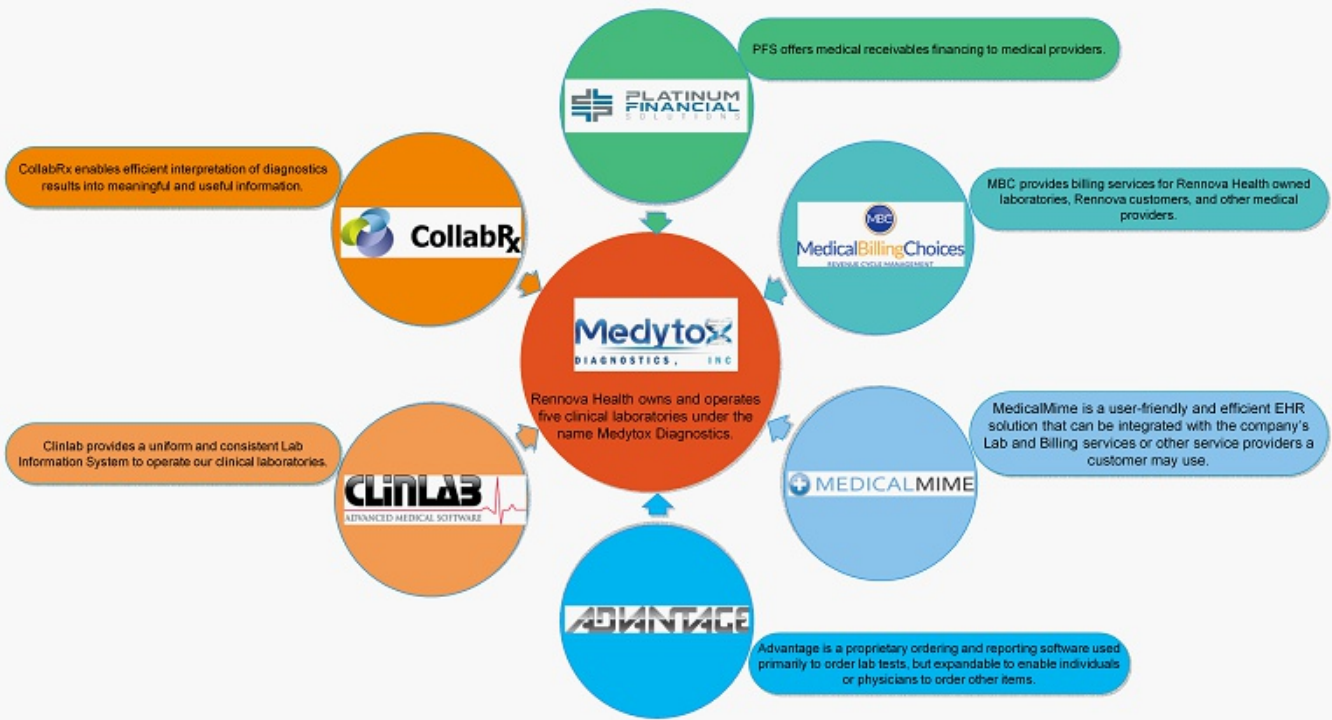 PLATINUM
FINANCIAL
SOLUTIONS
PFS offers medical receivables financing to medical providers.
CollabRx enables efficient interpretation of diagnostics
results into meaningful and useful information.
CollabRx
MBC
MedicalBillingChoices
REVENUE CYCLE MANAGEMENT
MBC provides billing services for Rennova Health owned
laboratories, Rennova customers, and other medical
providers.
Medytox
DIAGNOSTICS, INC
Rennova Health owns and operates
five clinical laboratories under the
name Medytox Diagnostics.
Clinlab provides a uniform and consistent Lab
Information System to operate our clinical laboratories.
CLINLAB
ADVANCED MEDICAL SOFTWARE
MEDICALMIME
MedicalMime is a user-friendly and efficient EHR
solution that can be integrated with the company's
Lab and Billing services or other service providers a
customer may use.
ADVANTAGE
Advantage is a proprietary ordering and reporting software used
primarily to order lab tests, but expandable to enable individuals
or physicians to order other items.